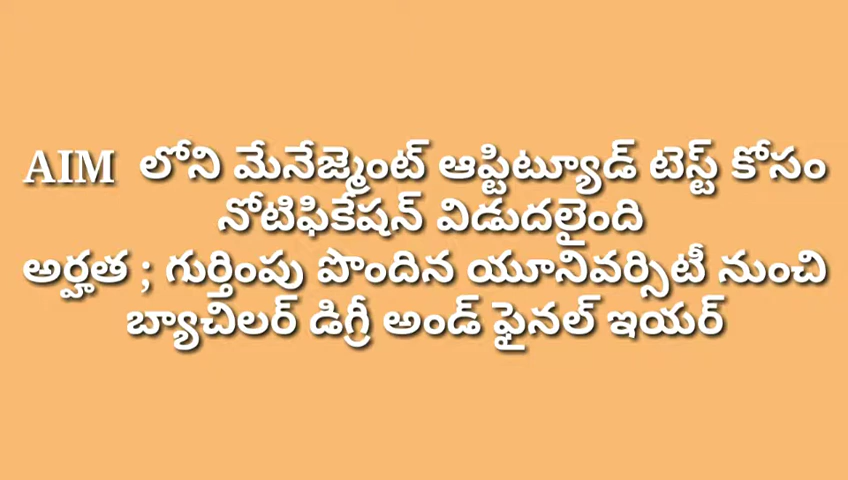 AIM లోని మేనేజ్మెంట్ ఆప్టిట్యూడ్ టెస్ట్ కోసం
నోటిఫికేషన్ విడుదలైంది
అర్హత ; గుర్తింపు పొందిన యూనివర్సిటీ నుంచి
బ్యాచిలర్ డిగ్రీ అండ్ ఫైనల్ ఇయర్